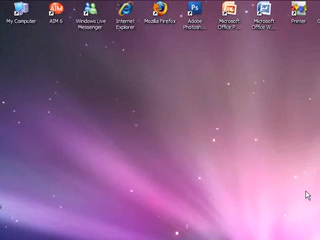 My Computer
AIM 6
Windows Live
Messenger
Internet
Explorer
Mozilla Firefox
Adobe
Photosh...
Microsoft
Office P...
Microsoft
Office W...
Printer